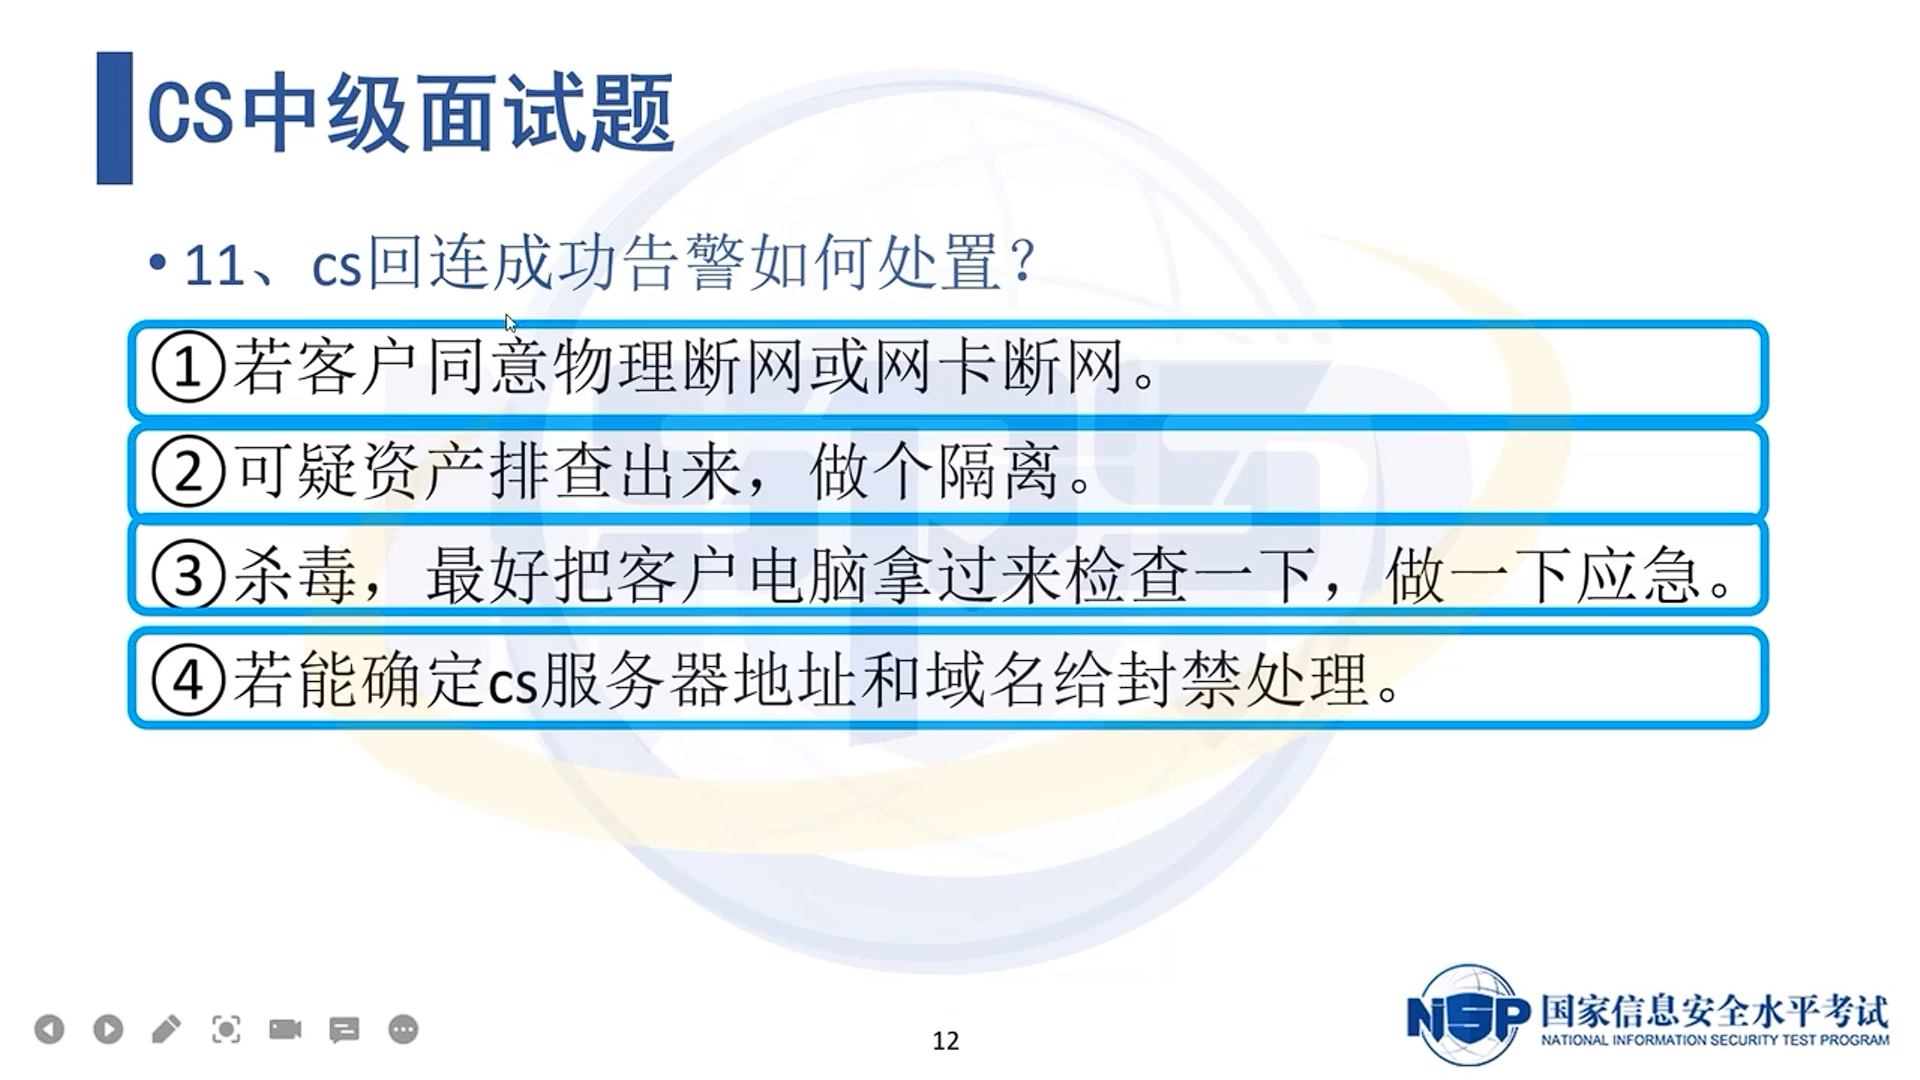 CS中级面试题
• 11、cs回连成功告警如何处置？
①若客户同意物理断网或网卡断网。
②可疑资产排查出来，做个隔离。
③杀毒，最好把客户电脑拿过来检查一下，做一下应急。
④若能确定cs服务器地址和域名给封禁处理。
12
NISP 国家信息安全水平考试
NATIONAL INFORMATION SECURITY TEST PROGRAM